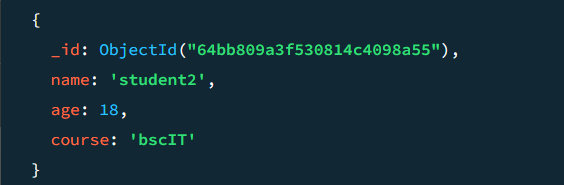 {
_id: ObjectId("64bb809a3f530814c4098a55"),
name: 'student2',
age: 18,
course: 'bscIT'
}